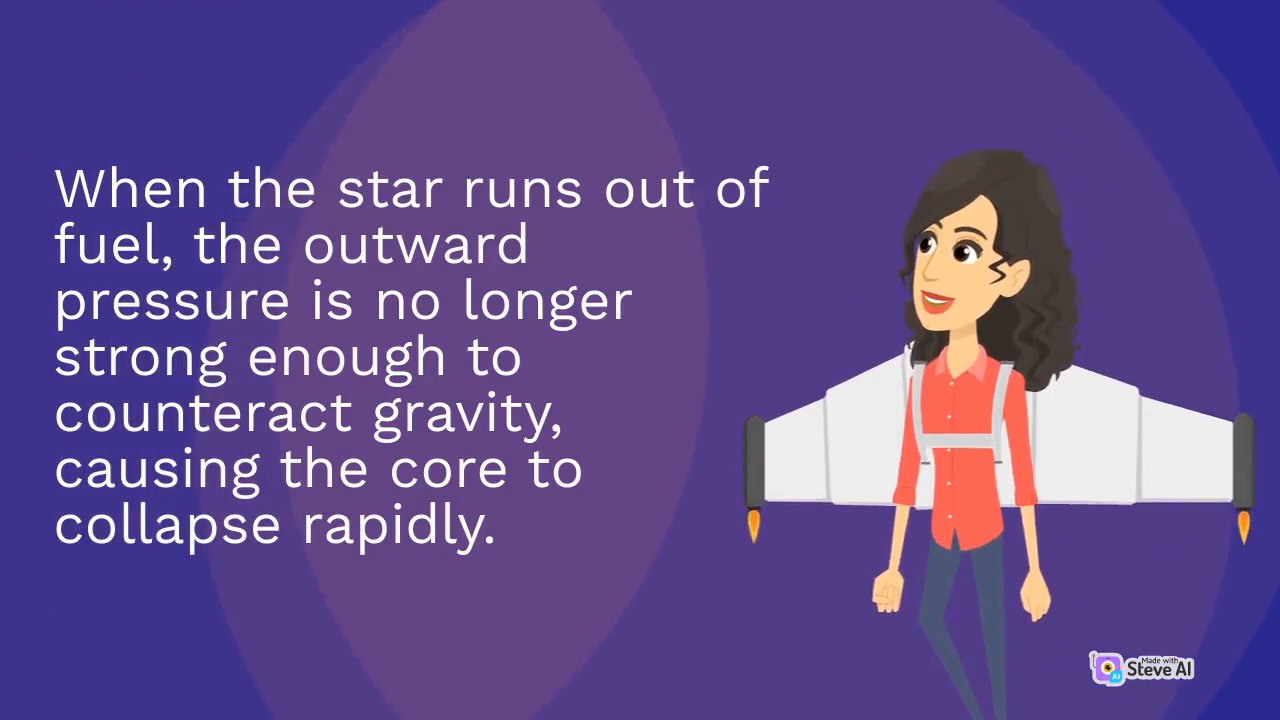 When the star runs out of
fuel, the outward
pressure is no longer
strong enough to
counteract gravity,
causing the core to
collapse rapidly.
Made with
Steve AI
AI